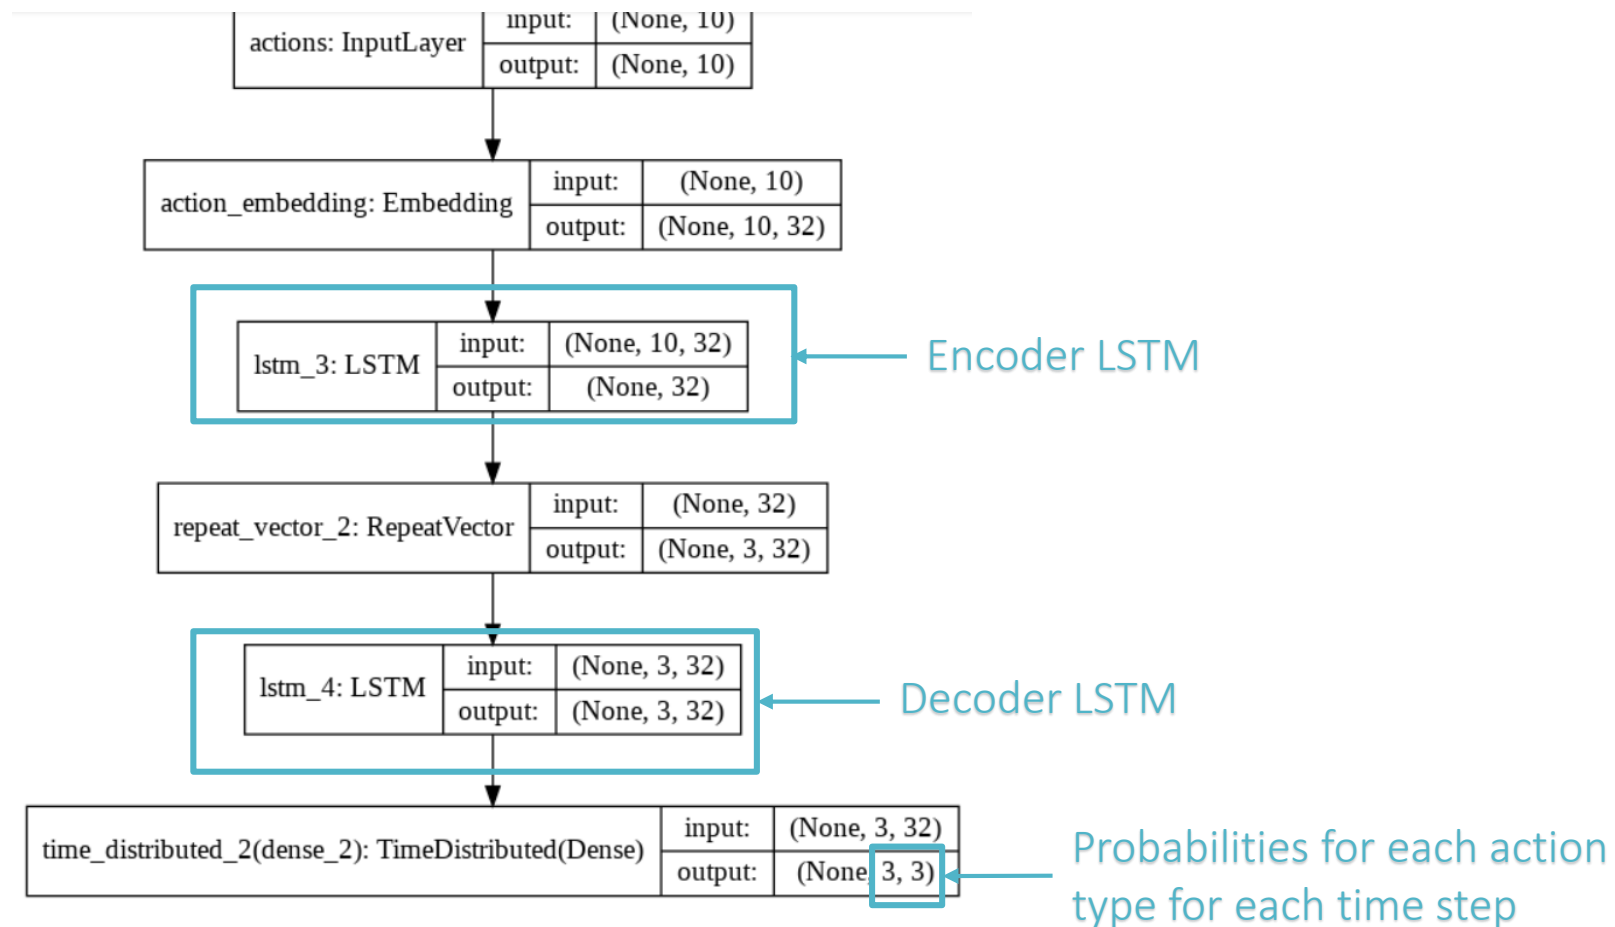 actions: InputLayer
input: (None, 10)
output: (None, 10)
action_embedding: Embedding
input: (None, 10)
output: (None, 10, 32)
lstm_3: LSTM
input: (None, 10, 32)
output: (None, 32)
Encoder LSTM
repeat_vector_2: RepeatVector
input: (None, 32)
output: (None, 3, 32)
lstm_4: LSTM
input: (None, 3, 32)
output: (None, 3, 32)
Decoder LSTM
time_distributed_2(dense_2): TimeDistributed(Dense)
input: (None, 3, 32)
output: (None, 3, 3)
Probabilities for each action
type for each time step